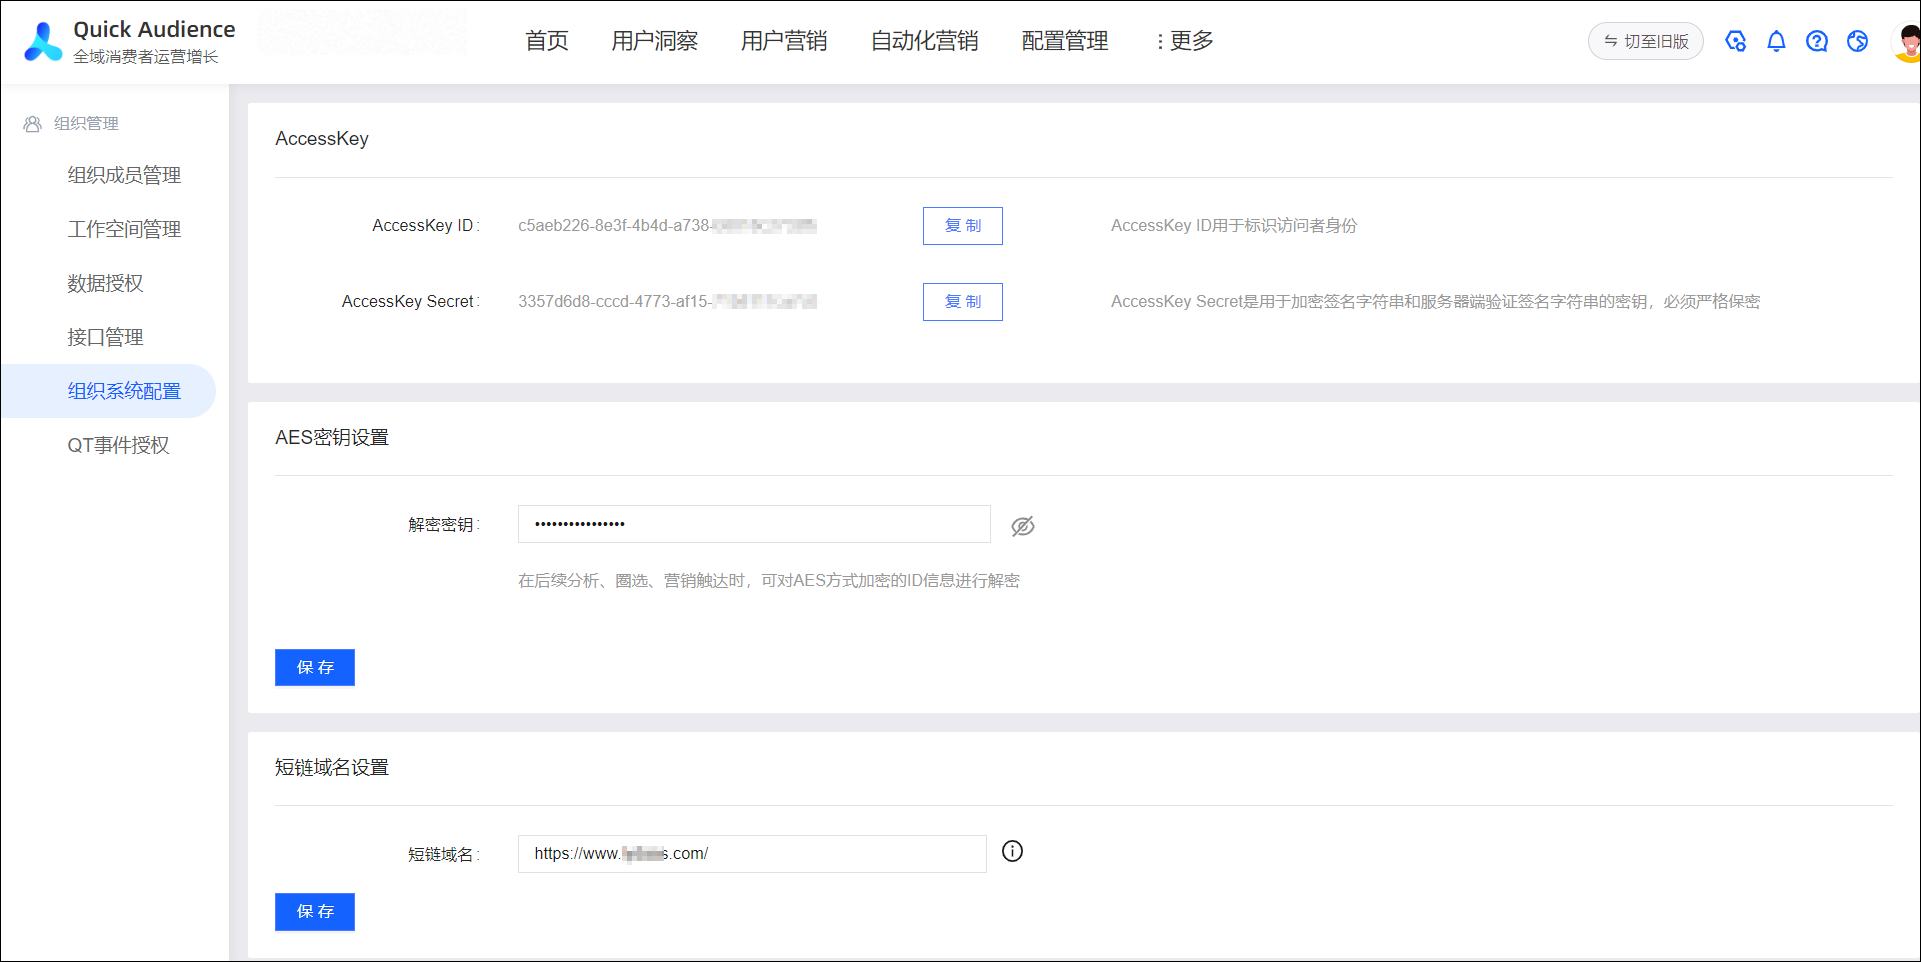 Quick Audience
全域消费者运营增长
首页 用户洞察 用户营销 自动化营销 配置管理 更多
切至旧版
组织管理
组织成员管理
工作空间管理
数据授权
接口管理
组织系统配置
QT事件授权
AccessKey
AccessKey ID: c5aeb226-8e3f-4b4d-a738- 复 制 AccessKey ID用于标识访问者身份
AccessKey Secret: 3357d6d8-cccd-4773-af15- 复 制 AccessKey Secret是用于加密签名字符串和服务器端验证签名字符串的密钥，必须严格保密
AES密钥设置
解密密钥: ••••••••••••••••
在后续分析、圈选、营销触达时，可对AES方式加密的ID信息进行解密
保 存
短链域名设置
短链域名: https://www. s.com/
保 存